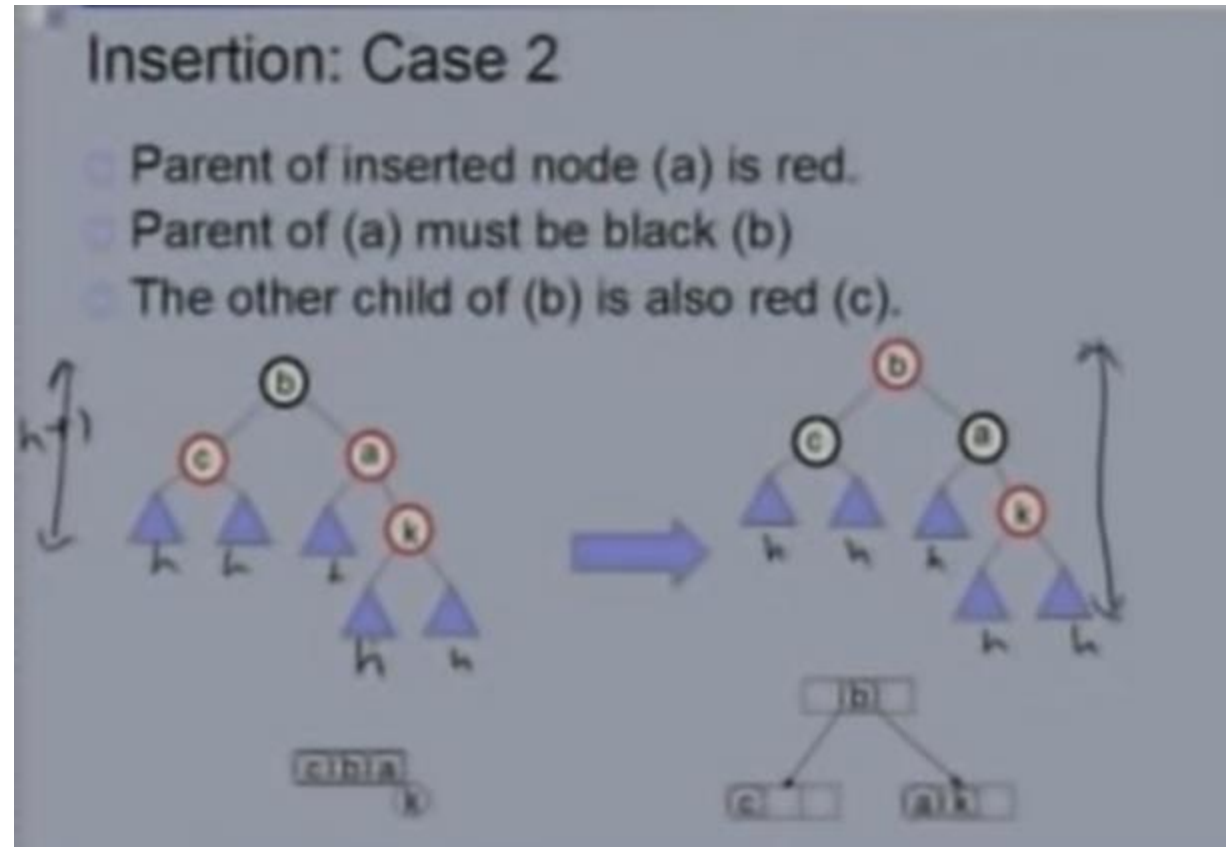 Insertion: Case 2
Parent of inserted node (a) is red.
Parent of (a) must be black (b)
The other child of (b) is also red (c).
b
b
h+1
c
a
c
a
k
k
h
h
h
h
h
h
h
h
h
h
b
c b a
k
c
a k